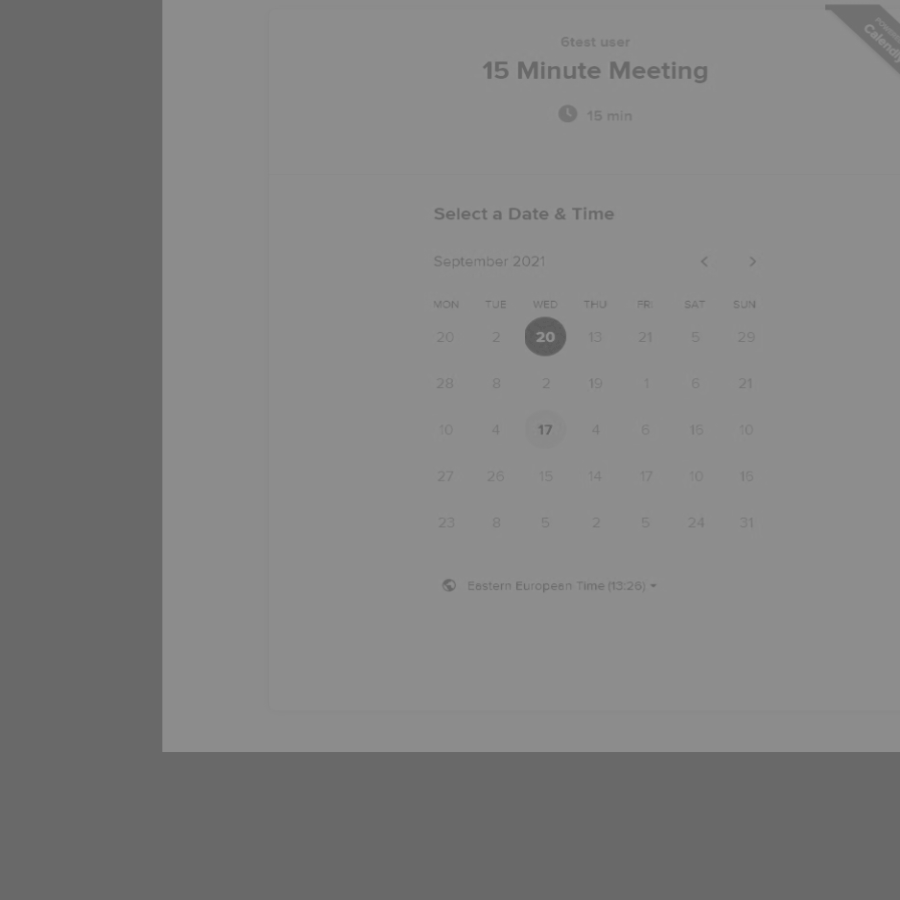 6test user
15 Minute Meeting
15 min
POWERED
Calendly
Select a Date & Time
September 2021
MON TUE WED THU FRI SAT SUN
20 2 20 13 21 5 29
28 8 2 19 1 6 21
10 4 17 4 6 16 10
27 26 15 14 17 10 16
23 8 5 2 5 24 31
Eastern European Time (13:26)